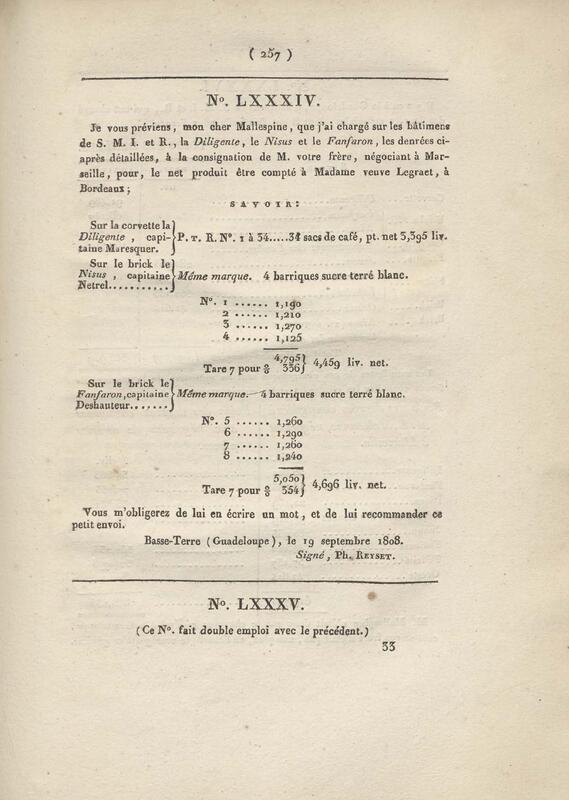 ( 257 )
Nº. LXXXIV.
Je vous préviens, mon cher Mallespine, que j'ai chargé sur les bâtimens
de S. M. I. et R., la Diligente, le Nisus et le Fanfaron, les denrées ci-
après détaillées, à la consignation de M. votre frère, négociant à Mar-
seille, pour, le net produit être compté à Madame veuve Legraet, à
Bordeaux;
SAVOIR:
Sur la corvette la
Diligente, capi-
taine Maresquer.
} P. T. R. Nº. 1 à 34.....34 sacs de café, pt. net 3,395 liv.
Sur le brick le
Nisus, capitaine
Netrel...........
} Même marque. 4 barriques sucre terré blanc.
Nº. 1 ...... 1,190
2 ...... 1,210
3 ...... 1,270
4 ...... 1,125
4,795
Tare 7 pour % 336 } 4,459 liv. net.
Sur le brick le
Fanfaron, capitaine
Deshauteur.......
} Même marque.— 4 barriques sucre terré blanc.
Nº. 5 ...... 1,260
6 ...... 1,290
7 ...... 1,260
8 ...... 1,240
5,050
Tare 7 pour % 354 } 4,696 liv. net.
Vous m'obligerez de lui en écrire un mot, et de lui recommander ce
petit envoi.
Basse-Terre (Guadeloupe), le 19 septembre 1808.
Signé, Ph. REYSET.
Nº. LXXXV.
(Ce Nº. fait double emploi avec le précédent.)
33